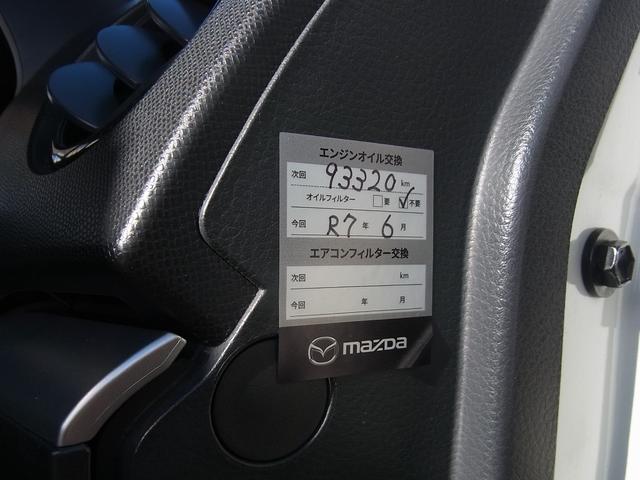 エンジンオイル交換
次回 93320 km
オイルフィルター □要 ☑不要
今回 R7年 6月
エアコンフィルター交換
次回 km
今回 年 月
mazDa